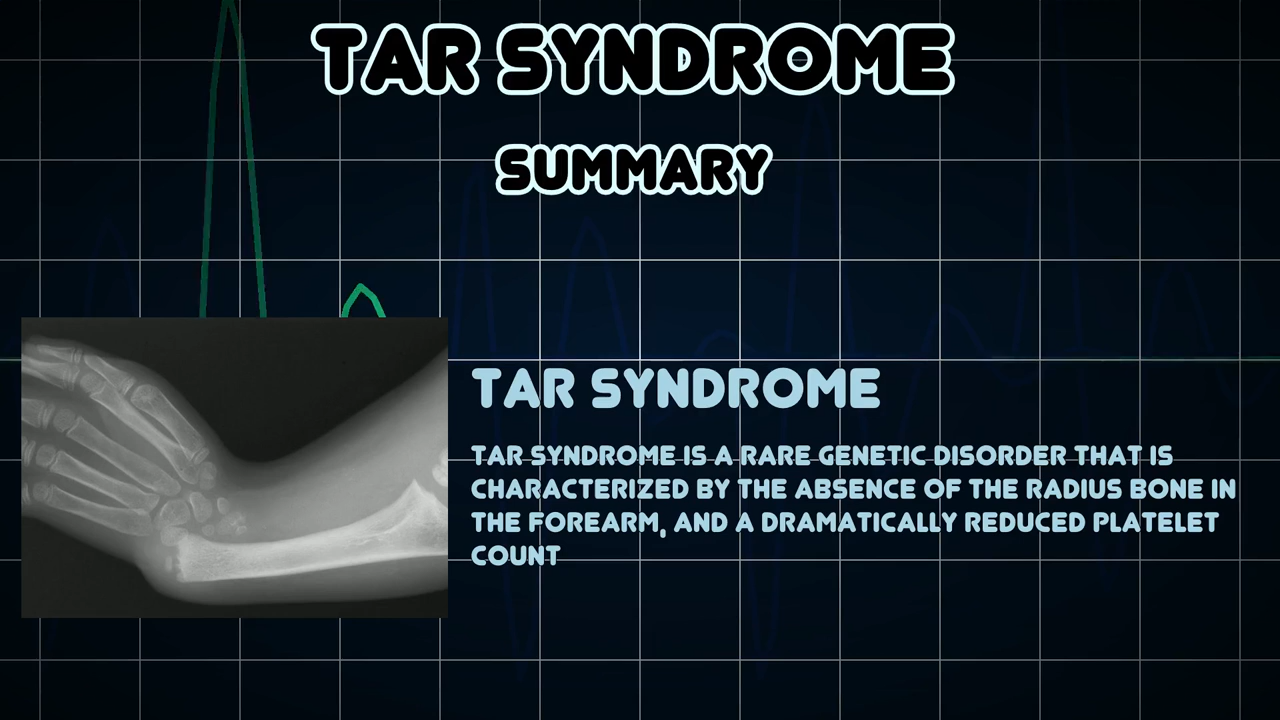 TAR SYNDROME
SUMMARY
TAR SYNDROME
TAR SYNDROME IS A RARE GENETIC DISORDER THAT IS
CHARACTERIZED BY THE ABSENCE OF THE RADIUS BONE IN
THE FOREARM, AND A DRAMATICALLY REDUCED PLATELET
COUNT